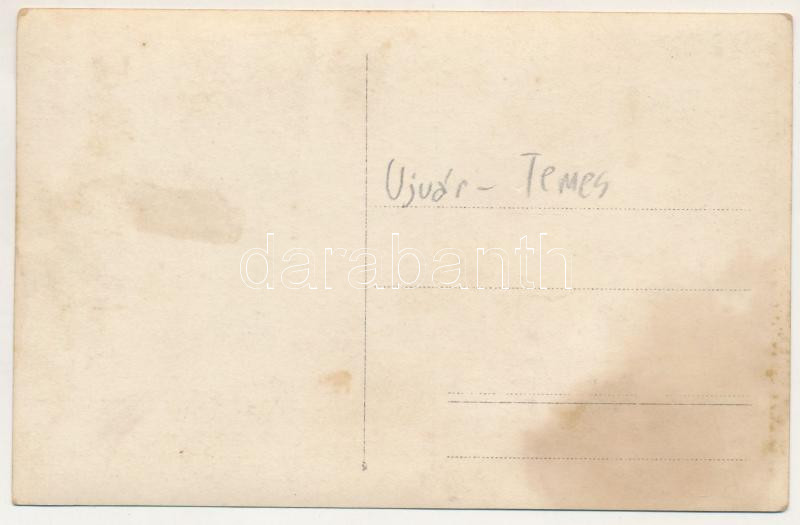 Ujvár - Temes
darabanth